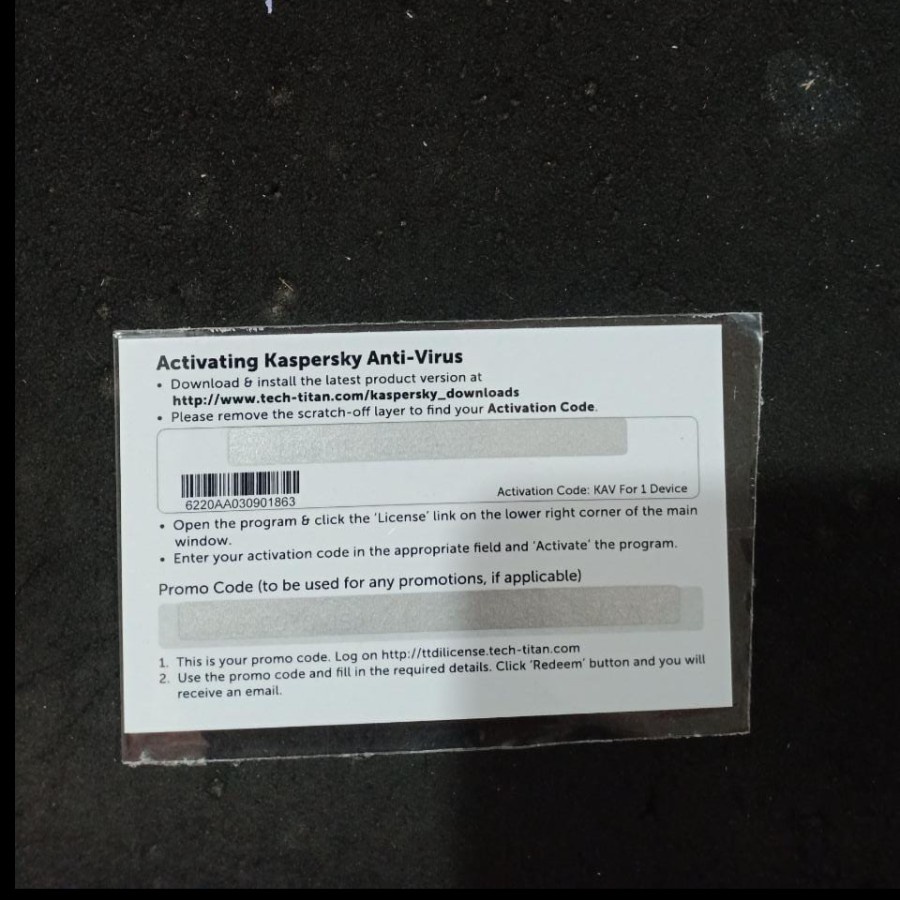 Activating Kaspersky Anti-Virus
• Download & install the latest product version at
http://www.tech-titan.com/kaspersky_downloads
• Please remove the scratch-off layer to find your Activation Code.
6220AA030901863
Activation Code: KAV For 1 Device
• Open the program & click the 'License' link on the lower right corner of the main
window.
• Enter your activation code in the appropriate field and 'Activate' the program.
Promo Code (to be used for any promotions, if applicable)
1. This is your promo code. Log on http://ttdilicense.tech-titan.com
2. Use the promo code and fill in the required details. Click 'Redeem' button and you will
receive an email.